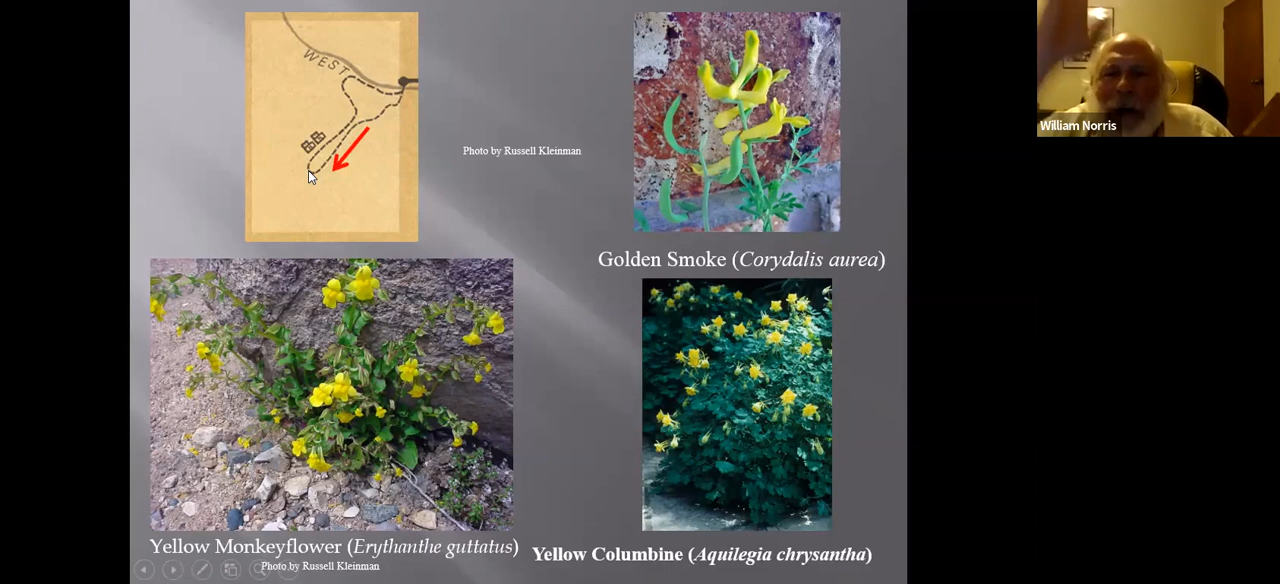 WEST
Photo by Russell Kleinman
Golden Smoke (Corydalis aurea)
Yellow Monkeyflower (Erythanthe guttatus)
Photo by Russell Kleinman
Yellow Columbine (Aquilegia chrysantha)
William Norris